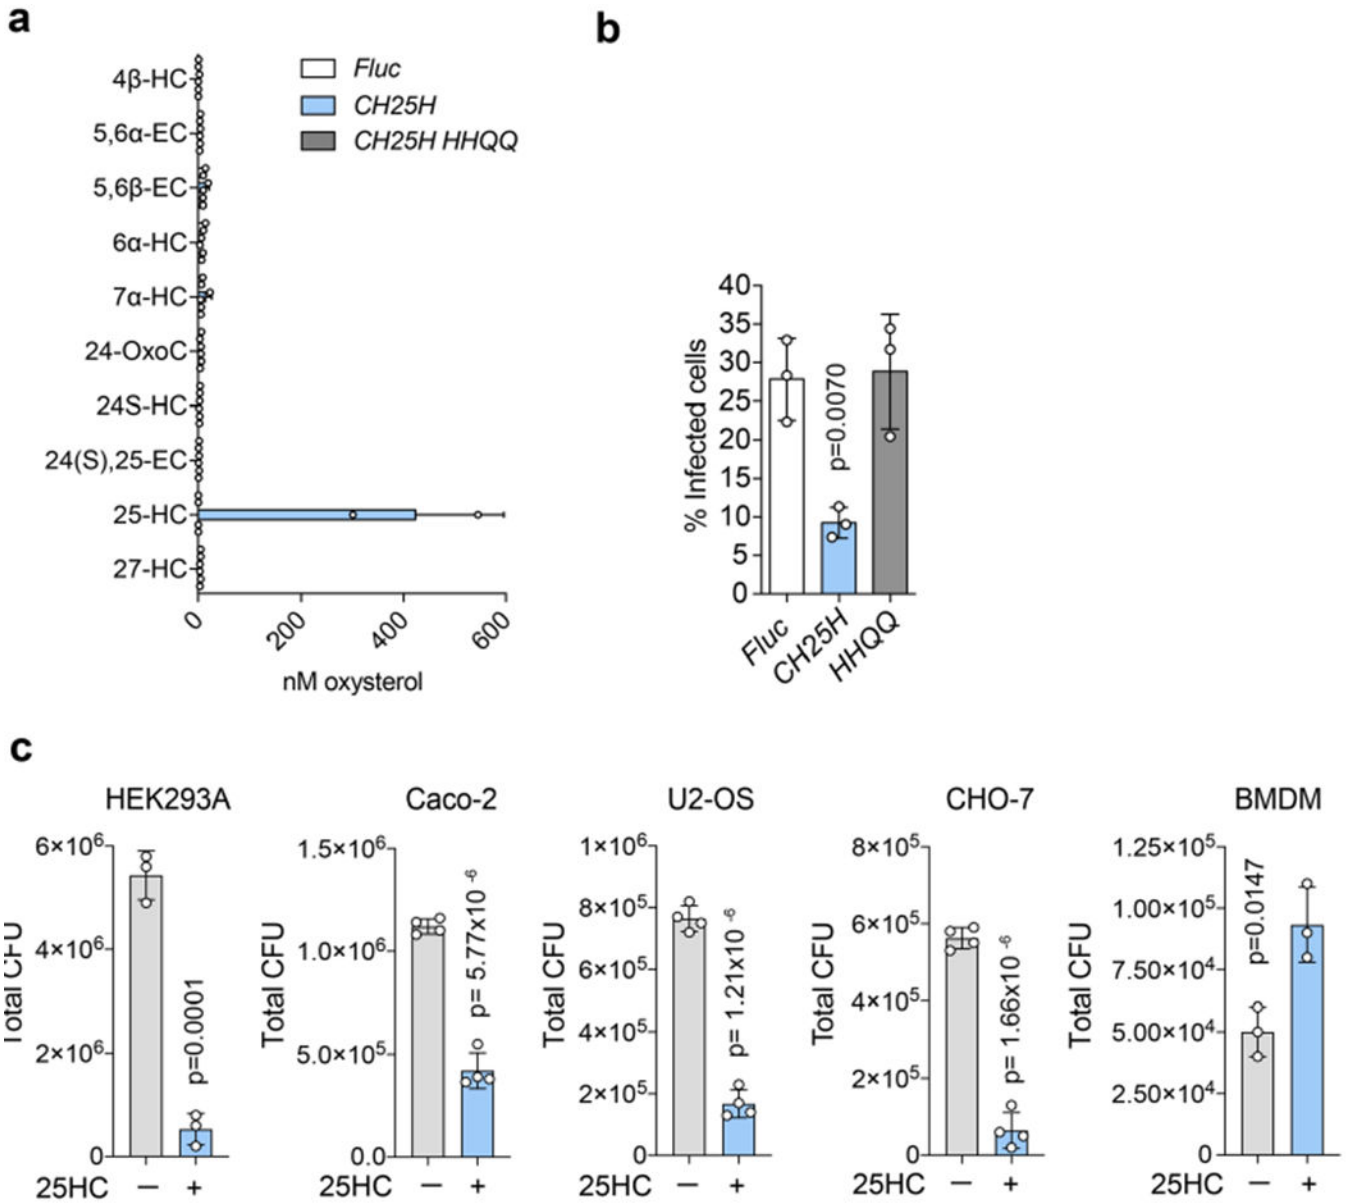 a
Fluc
CH25H
CH25H HHQQ
4β-HC
5,6α-EC
5,6β-EC
6α-HC
7α-HC
24-OxoC
24S-HC
24(S),25-EC
25-HC
27-HC
0 200 400 600
nM oxysterol
b
% Infected cells
40
35
30
25
20
15
10
5
0
p=0.0070
Fluc CH25H HHQQ
c
HEK293A
Total CFU
6×10⁶
4×10⁶
2×10⁶
0
p=0.0001
25HC − +
Caco-2
Total CFU
1.5×10⁶
1.0×10⁶
5.0×10⁵
0.0
p= 5.77x10 ⁻⁶
25HC − +
U2-OS
Total CFU
1×10⁶
8×10⁵
6×10⁵
4×10⁵
2×10⁵
0
p= 1.21x10 ⁻⁶
25HC − +
CHO-7
Total CFU
8×10⁵
6×10⁵
4×10⁵
2×10⁵
0
p= 1.66x10 ⁻⁶
25HC − +
BMDM
Total CFU
1.25×10⁵
1.00×10⁵
7.50×10⁴
5.00×10⁴
2.50×10⁴
0
p=0.0147
25HC − +